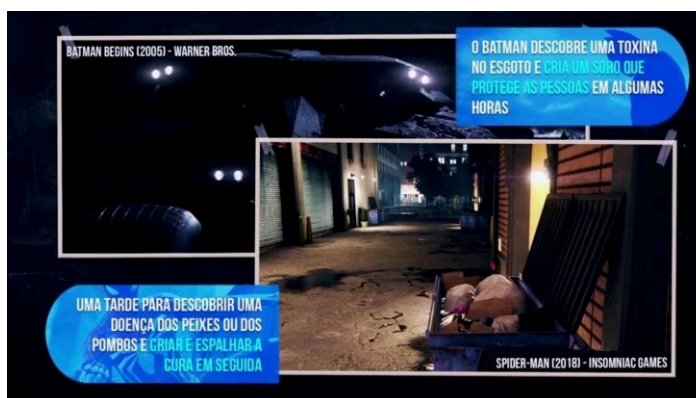 BATMAN BEGINS (2005) - WARNER BROS.
O BATMAN DESCOBRE UMA TOXINA
NO ESGOTO E CRIA UM SORO QUE
PROTEGE AS PESSOAS EM ALGUMAS
HORAS
UMA TARDE PARA DESCOBRIR UMA
DOENÇA DOS PEIXES OU DOS
POMBOS E CRIAR E ESPALHAR A
CURA EM SEGUIDA
SPIDER-MAN (2018) - INSOMNIAC GAMES